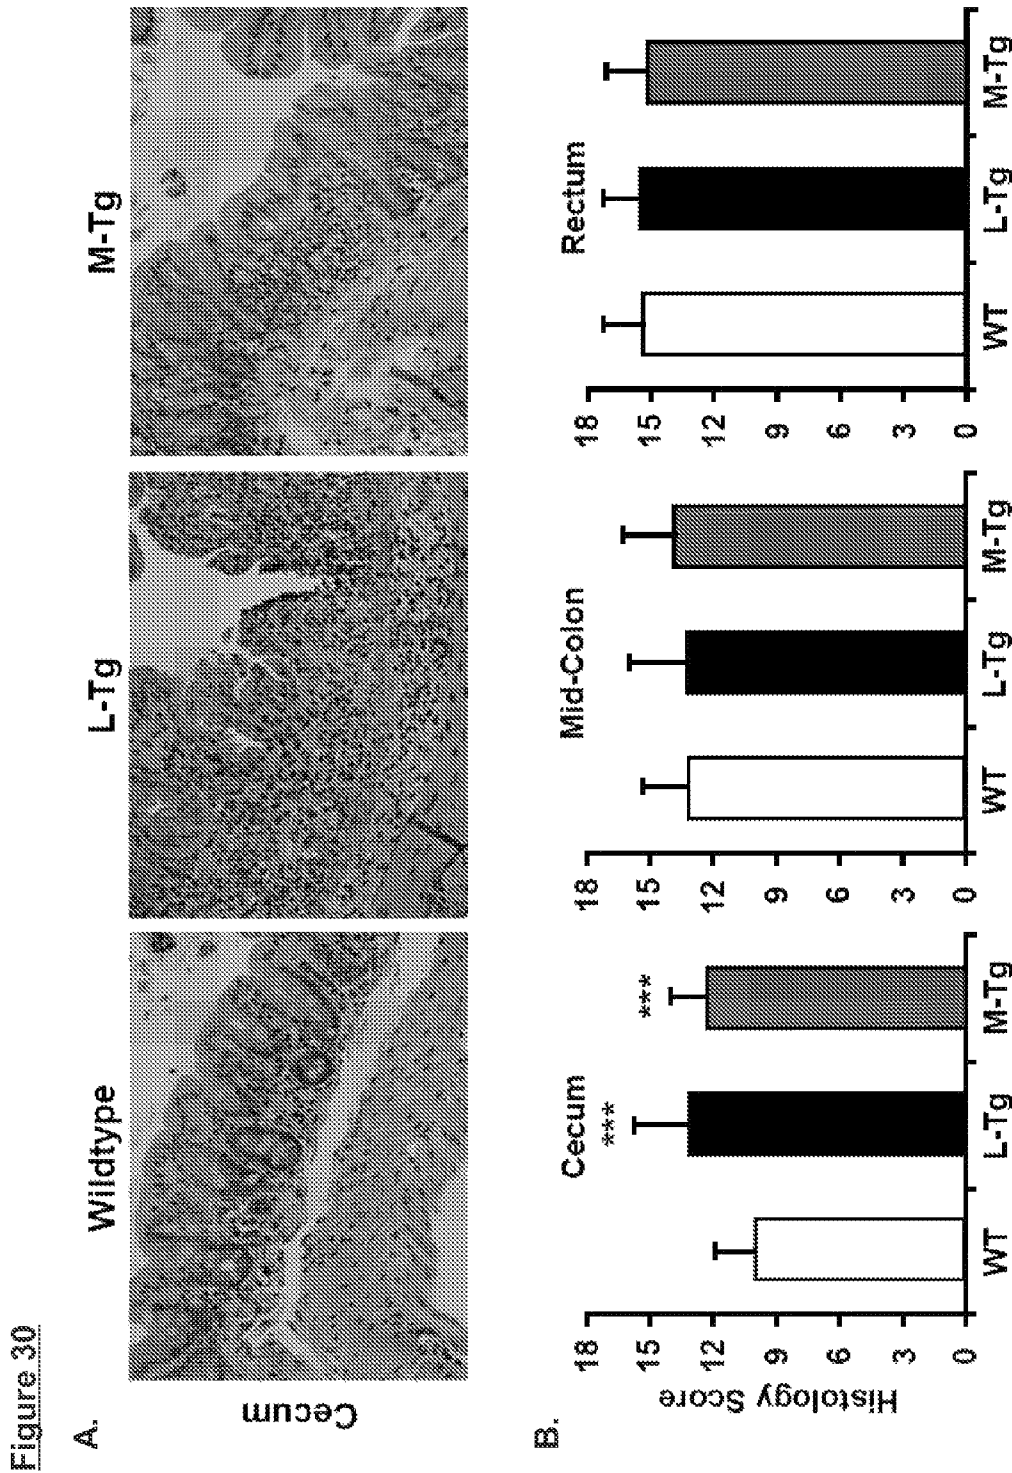 Figure 30
A.
Wildtype
L-Tg
M-Tg
Cecum
B.
Histology Score
Cecum
18
15
12
9
6
3
0
***
***
WT
L-Tg
M-Tg
Mid-Colon
18
15
12
9
6
3
0
WT
L-Tg
M-Tg
Rectum
18
15
12
9
6
3
0
WT
L-Tg
M-Tg